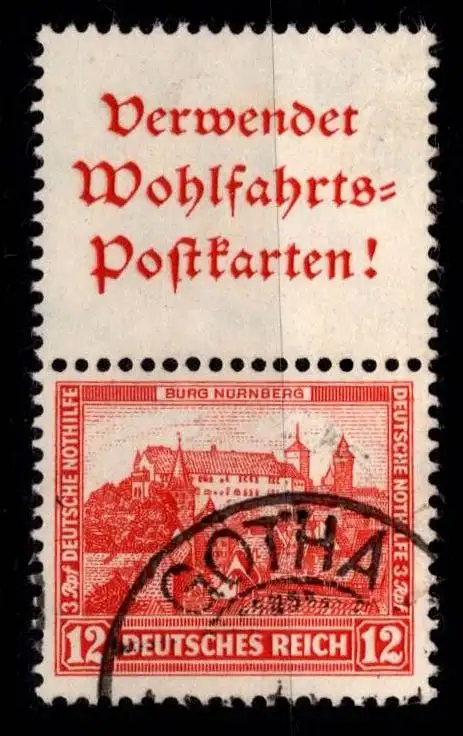 Verwendet
Wohlfahrts=
Postkarten!
BURG NÜRNBERG
3 Rpf DEUTSCHE NOTHILFE
DEUTSCHE NOTHILFE 3 Rpf
GOTHA
12 DEUTSCHES REICH 12